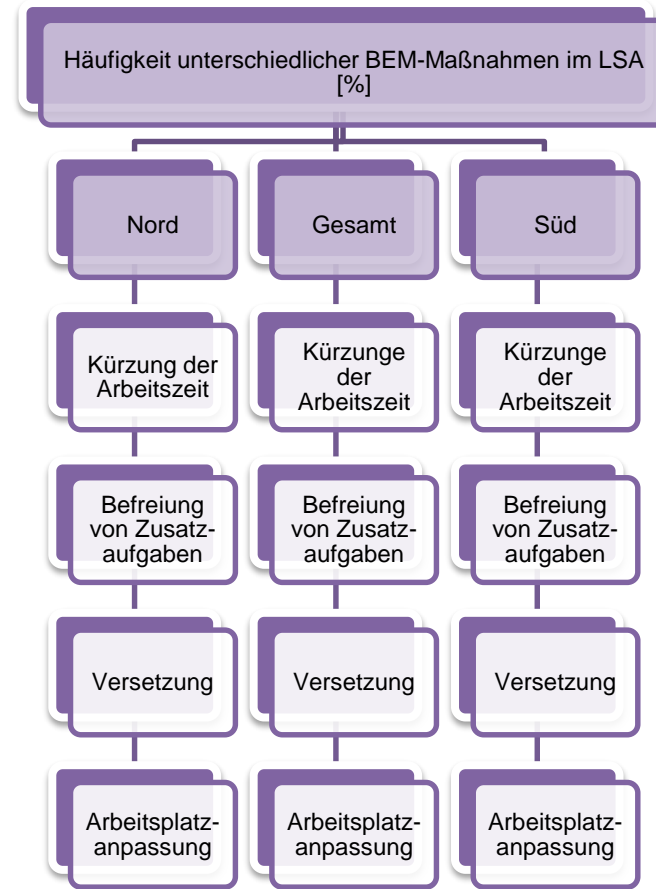 Häufigkeit unterschiedlicher BEM-Maßnahmen im LSA
[%]
Nord
Gesamt
Süd
Kürzung der
Arbeitszeit
Kürzunge
der
Arbeitszeit
Kürzunge
der
Arbeitszeit
Befreiung
von Zusatz-
aufgaben
Befreiung
von Zusatz-
aufgaben
Befreiung
von Zusatz-
aufgaben
Versetzung
Versetzung
Versetzung
Arbeitsplatz-
anpassung
Arbeitsplatz-
anpassung
Arbeitsplatz-
anpassung